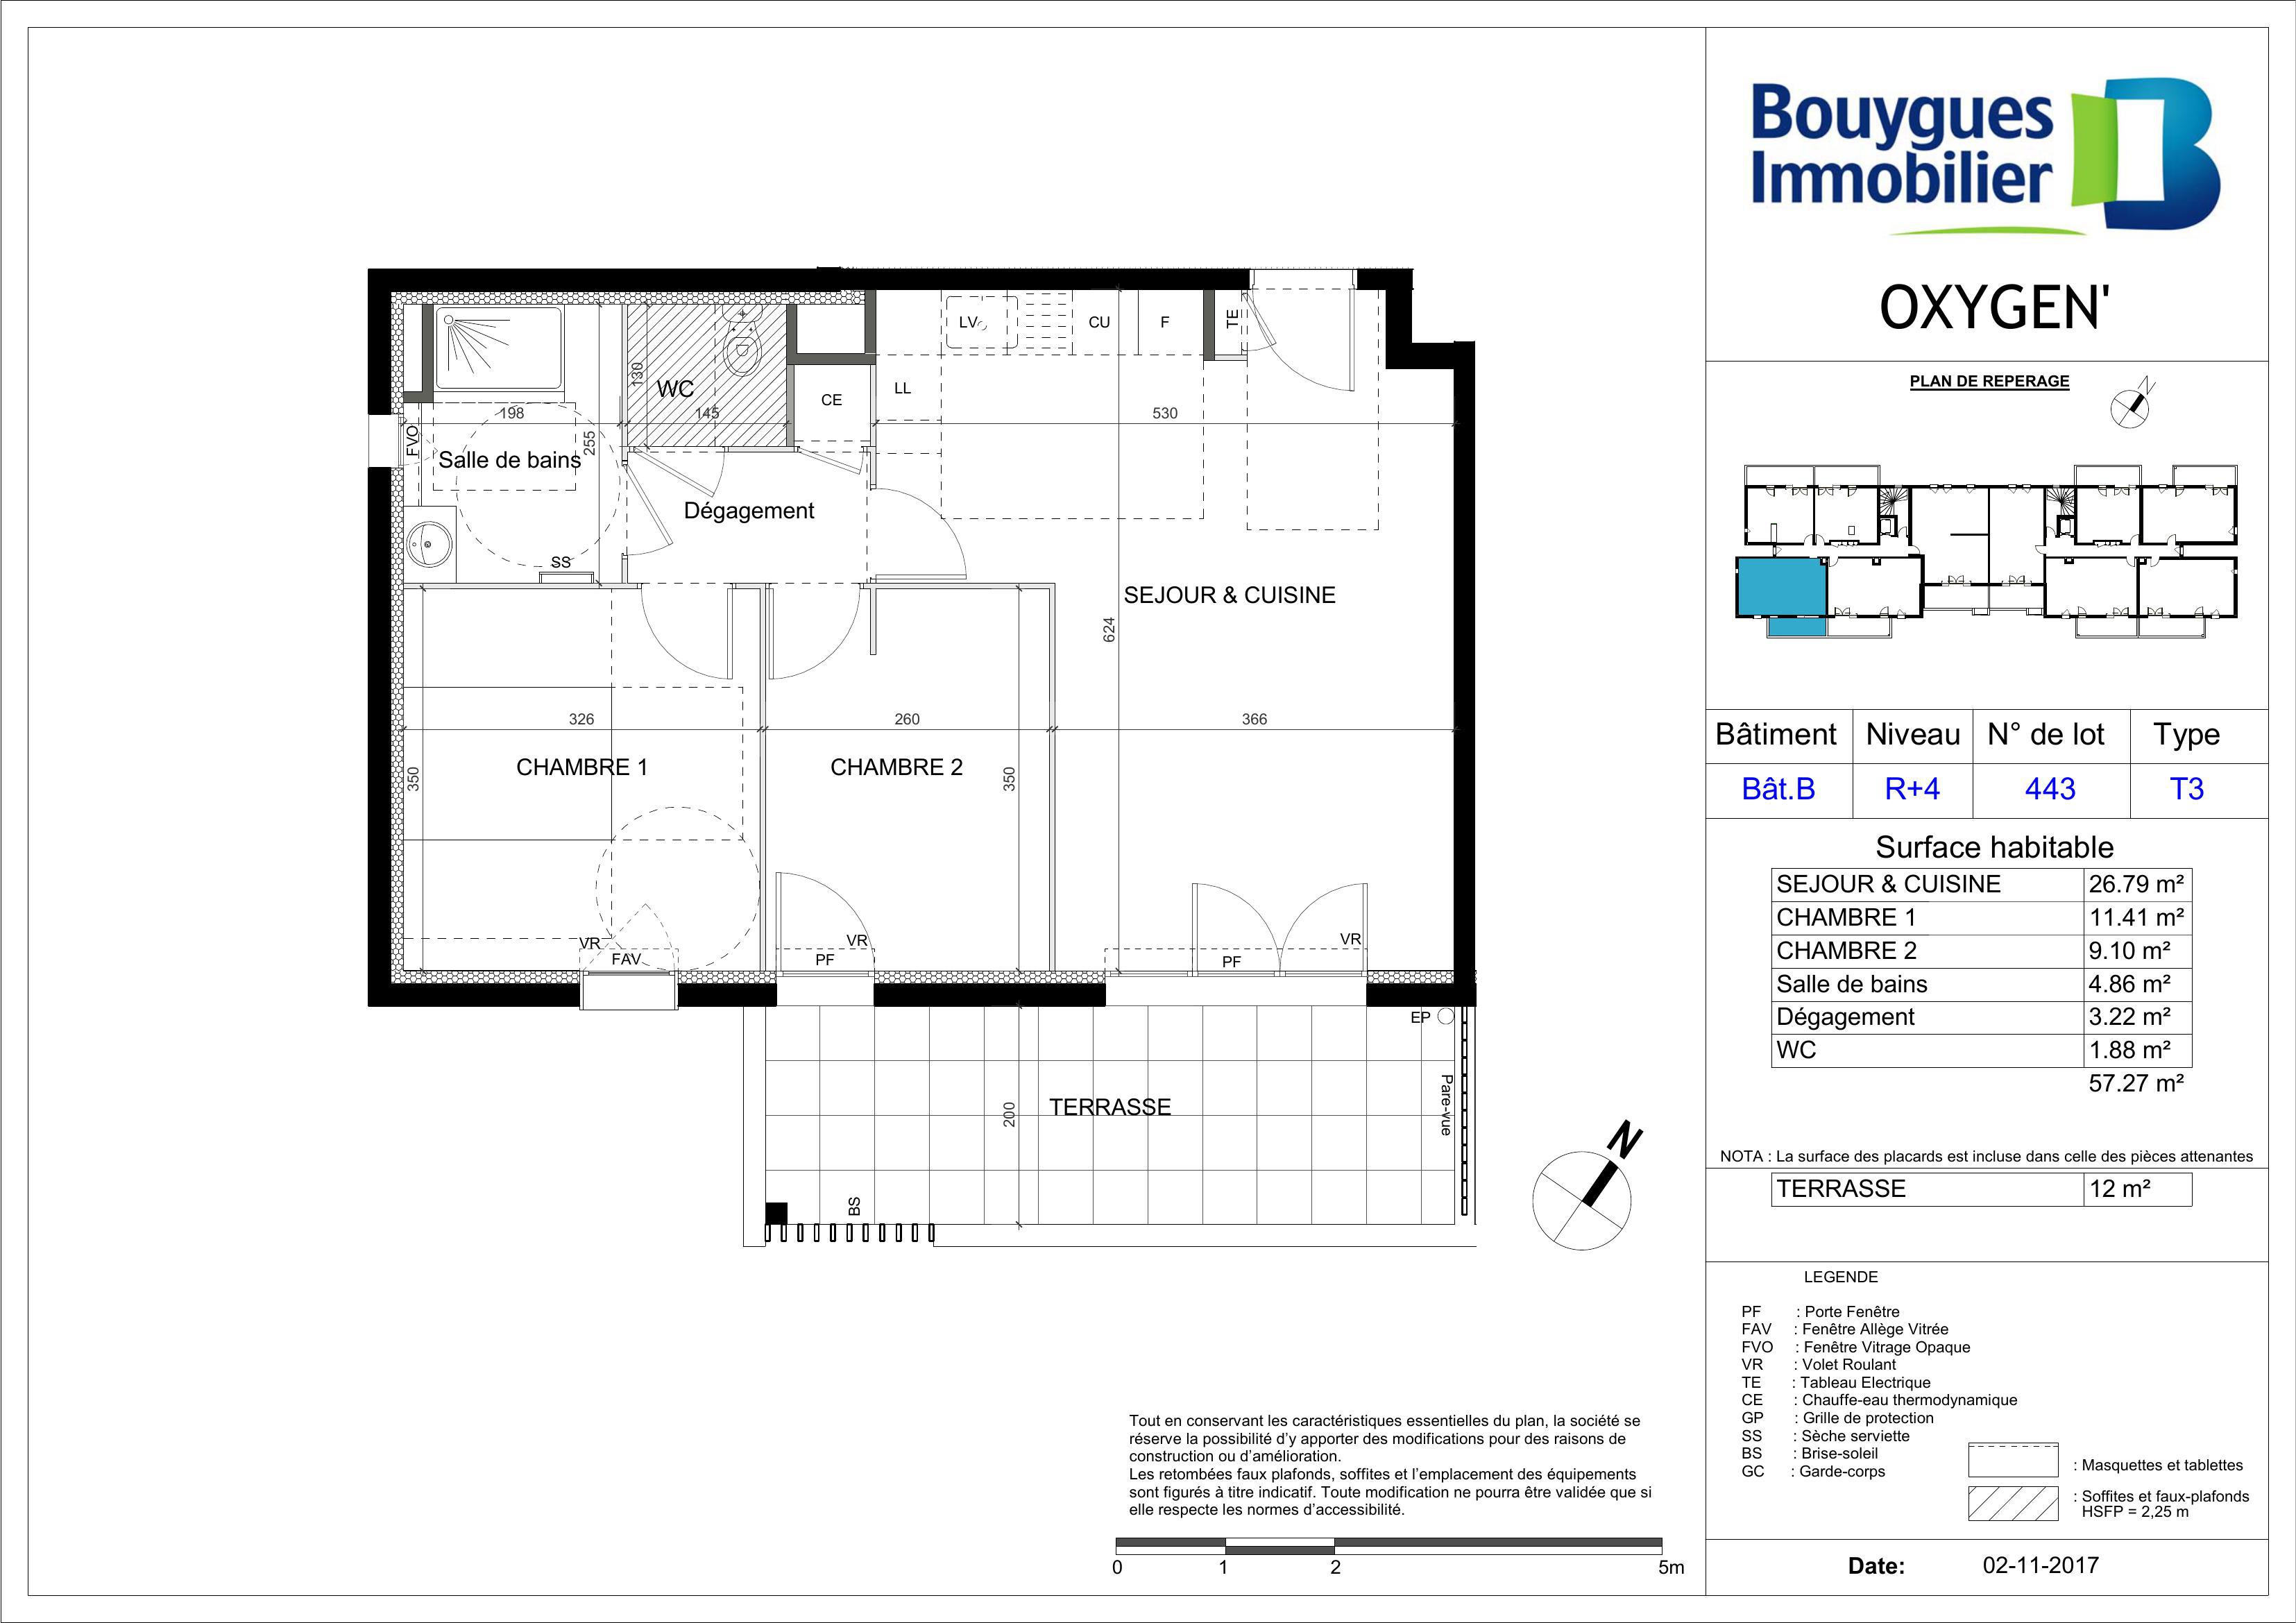 Bouygues
Immobilier
OXYGEN'
PLAN DE REPERAGE
N
Bâtiment Niveau N° de lot Type
Bât.B R+4 443 T3
Surface habitable
SEJOUR & CUISINE 26.79 m²
CHAMBRE 1 11.41 m²
CHAMBRE 2 9.10 m²
Salle de bains 4.86 m²
Dégagement 3.22 m²
WC 1.88 m²
57.27 m²
NOTA : La surface des placards est incluse dans celle des pièces attenantes
TERRASSE 12 m²
LEGENDE
PF : Porte Fenêtre
FAV : Fenêtre Allège Vitrée
FVO : Fenêtre Vitrage Opaque
VR : Volet Roulant
TE : Tableau Electrique
CE : Chauffe-eau thermodynamique
GP : Grille de protection
SS : Sèche serviette
BS : Brise-soleil
GC : Garde-corps
: Masquettes et tablettes
: Soffites et faux-plafonds
HSFP = 2,25 m
Date: 02-11-2017
LV
CU
F
TE
130
WC
LL
CE
198
145
530
FVO
255
Salle de bains
Dégagement
SS
SEJOUR & CUISINE
624
326
260
366
CHAMBRE 1
CHAMBRE 2
350
350
VR
FAV
VR
PF
VR
PF
EP
Pare-vue
TERRASSE
200
BS
N
Tout en conservant les caractéristiques essentielles du plan, la société se
réserve la possibilité d'y apporter des modifications pour des raisons de
construction ou d'amélioration.
Les retombées faux plafonds, soffites et l'emplacement des équipements
sont figurés à titre indicatif. Toute modification ne pourra être validée que si
elle respecte les normes d'accessibilité.
0 1 2 5m